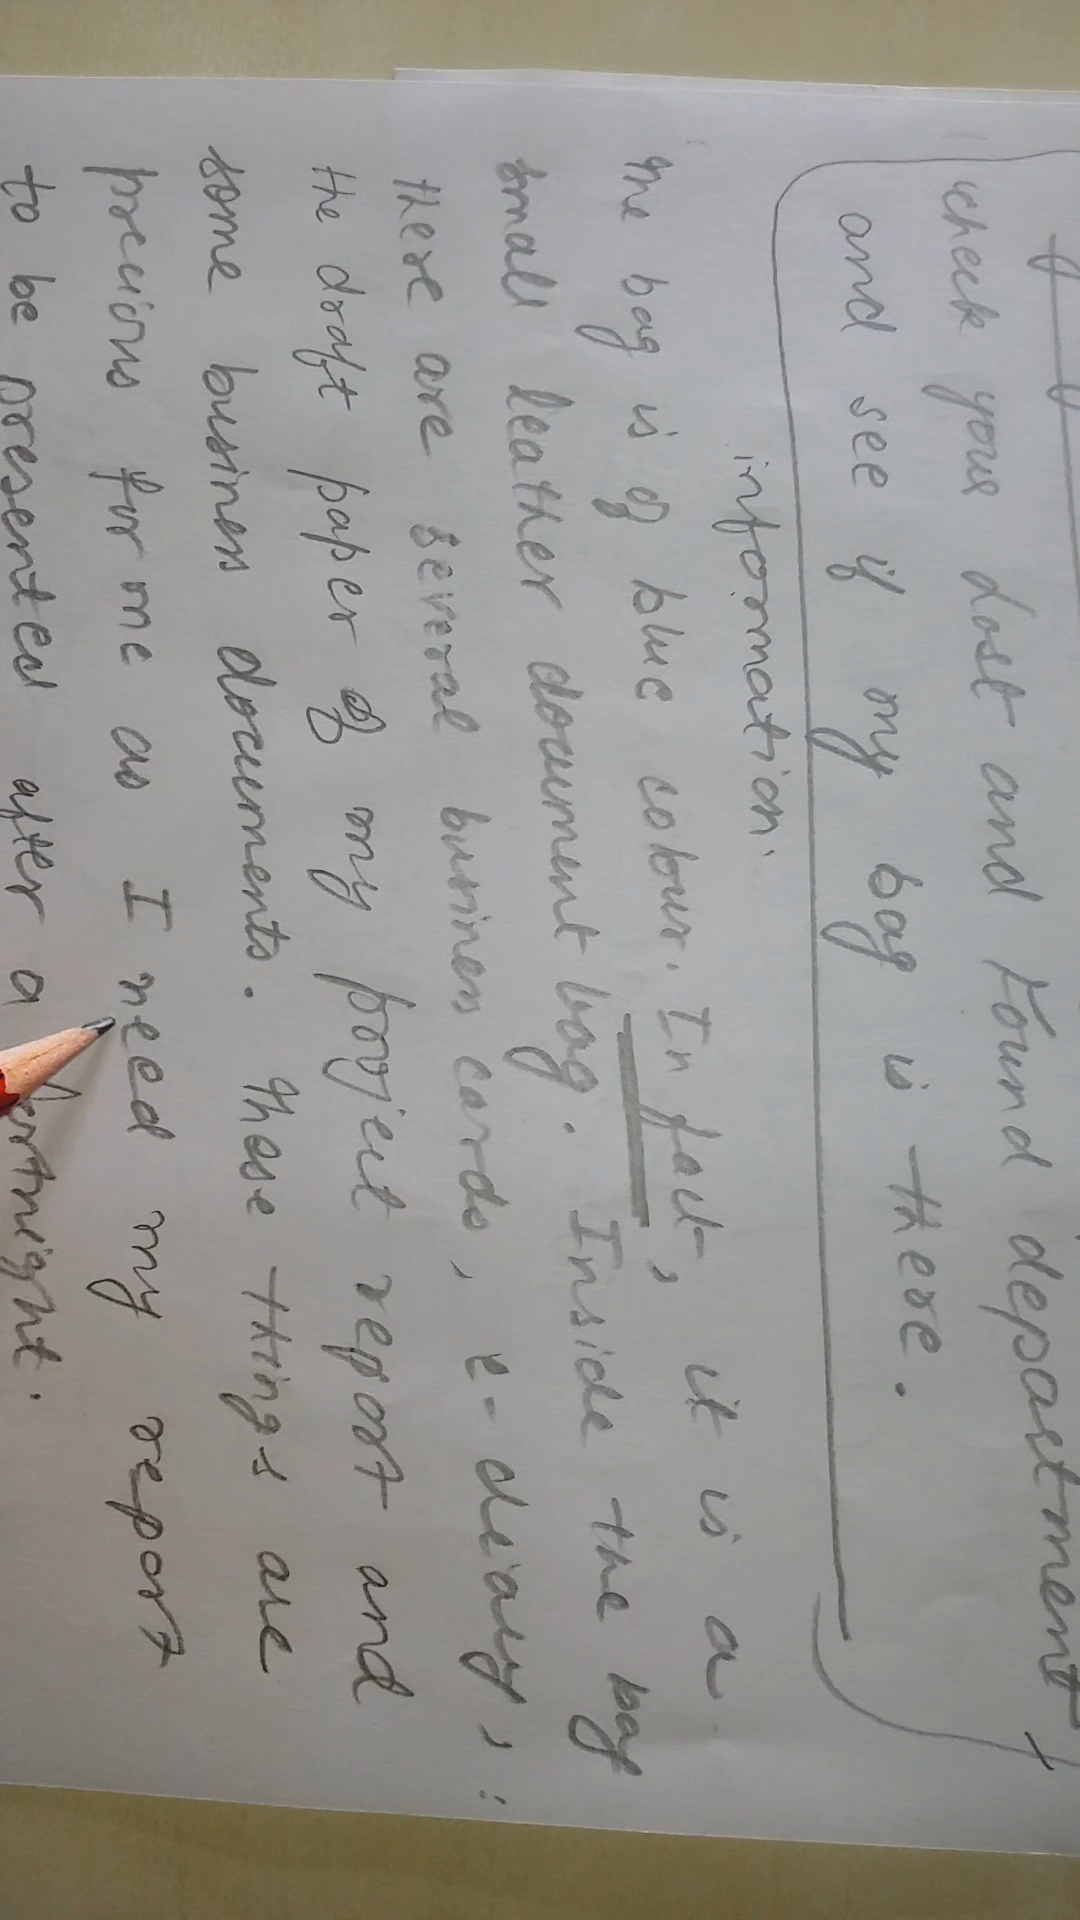 check your Lost and Found department
and see if my bag is there.
information
The bag is of blue colour. In fact, it is a
small leather document bag. Inside the bag
there are several business cards, e-deiary,
the draft paper of my project report and
some business documents. These things are
precious for me as I need my report
to be presented after a fortnight.